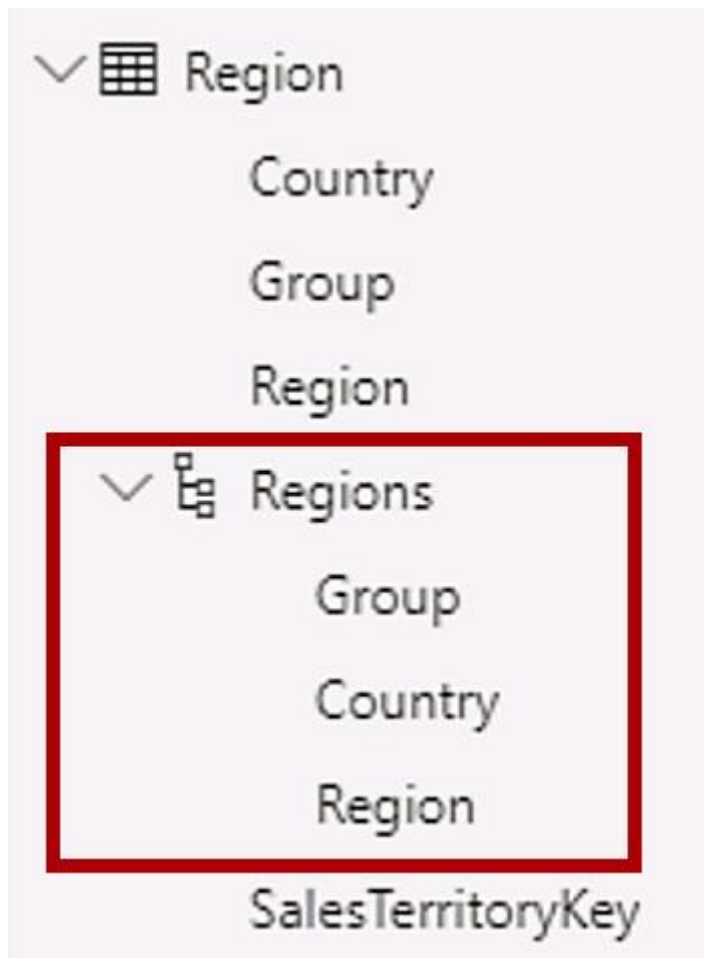 Region
Country
Group
Region
Regions
Group
Country
Region
SalesTerritoryKey